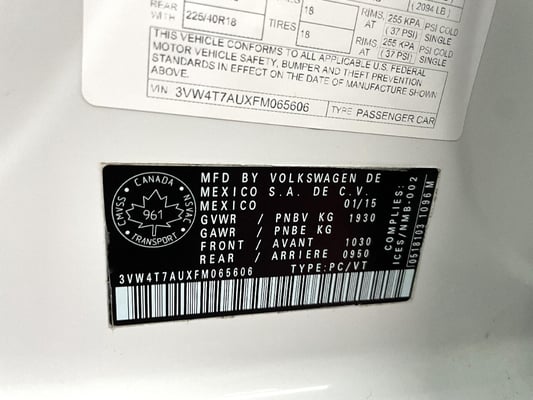 (2094 LB)
REAR WITH 225/40R18 TIRES 18 18 RIMS, AT 255 KPA (37 PSI) PSI COLD SINGLE
RIMS, AT 255 KPA (37 PSI) PSI COLD SINGLE
THIS VEHICLE CONFORMS TO ALL APPLICABLE U.S. FEDERAL
MOTOR VEHICLE SAFETY, BUMPER AND THEFT PREVENTION
STANDARDS IN EFFECT ON THE DATE OF MANUFACTURE SHOWN
ABOVE.
VIN 3VW4T7AUXFM065606 TYPE PASSENGER CAR
CANADA
CMVSS 961 NSVAC
TRANSPORT
MFD BY VOLKSWAGEN DE
MEXICO S.A. DE C.V.
MEXICO 01/15
GVWR / PNBV KG 1930
GAWR / PNBE KG
FRONT / AVANT 1030
REAR / ARRIERE 0950
3VW4T7AUXFM065606 TYPE:PC/VT
COMPLIES:
ICES/NMB-002
0518103 1096 M